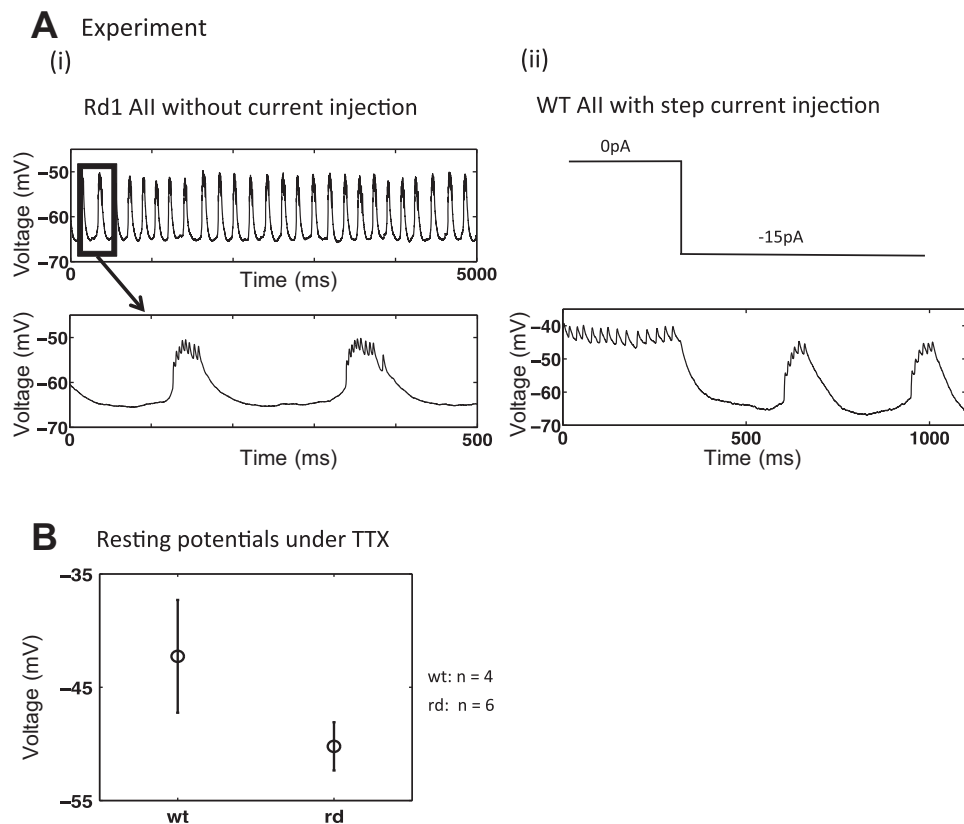 A Experiment
(i)
(ii)
Rd1 AII without current injection
WT AII with step current injection
Voltage (mV)
−50
−60
−70
0
5000
Time (ms)
0pA
-15pA
Voltage (mV)
−50
−60
−70
0
500
Time (ms)
Voltage (mV)
−40
−50
−60
−70
0
500
1000
Time (ms)
B Resting potentials under TTX
Voltage (mV)
−35
−45
−55
wt
rd
wt: n = 4
rd: n = 6